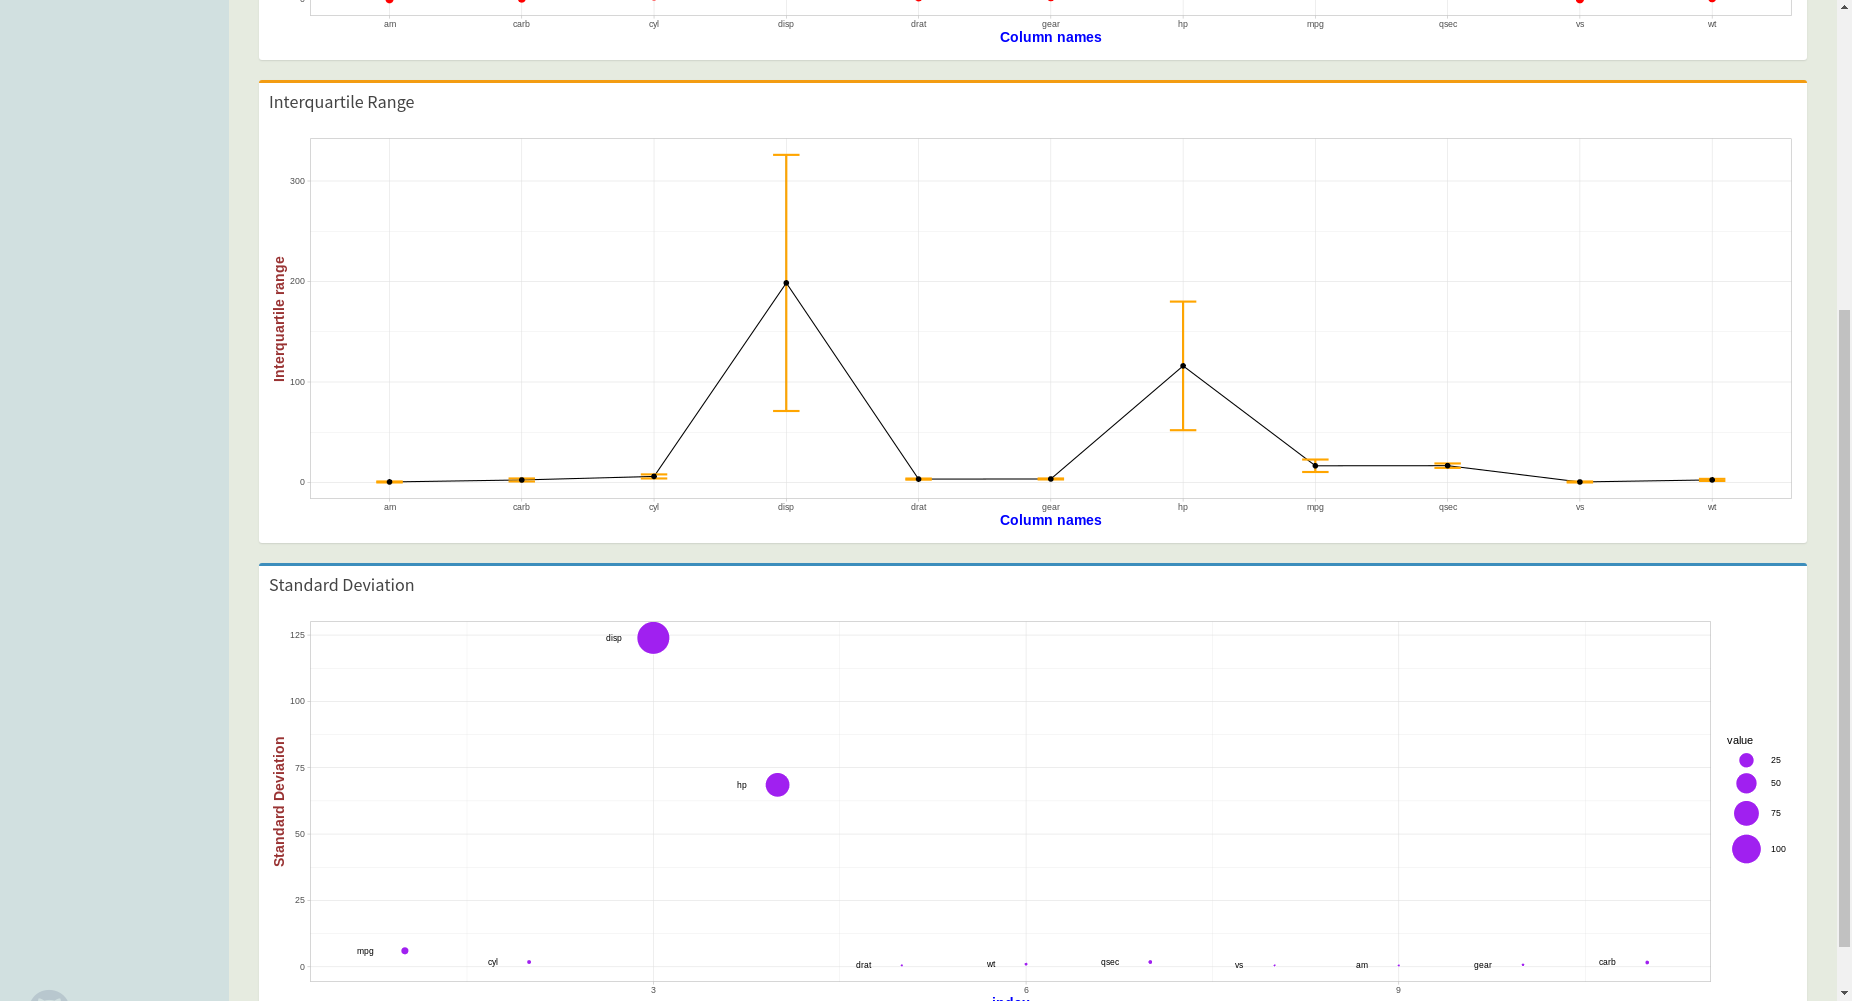 am carb cyl disp drat gear hp mpg qsec vs wt
Column names
Interquartile Range
300
200
100
0
Interquartile range
am carb cyl disp drat gear hp mpg qsec vs wt
Column names
Standard Deviation
125
100
75
50
25
0
Standard Deviation
disp
hp
mpg
cyl
drat
wt
qsec
vs
am
gear
carb
value
25
50
75
100
3 6 9
index